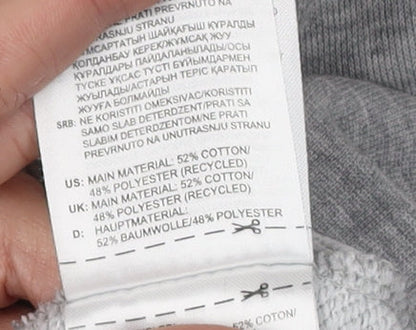 PRATI PREVRNUTO NA
UTRASNJU STRANU
ЖҰМСАРТАТЫН ШАЙҚАҒЫШ ҚҰРАЛДЫ
ҚОЛДАНБАУ КЕРЕК/ЖҰМСАҚ ЖУУ
ҚҰРАЛДАРЫ ПАЙДАЛАНЫЛАДЫ/ОСЫ
ТҮСКЕ ҰҚСАС ТҮСТІ БҰЙЫМДАРМЕН
ЖУЫЛАДЫ/АСТАРЫН ТЕРІС ҚАРАТЫП
ЖУУҒА БОЛМАЙДЫ
SRB: NE KORISTITI OMEKSIVAC/KORISTITI
SAMO SLAB DETERDZENT/PRATI SA
SLABIM DETERDZENTOM/NE PRATI
PREVRNUTO NA UNUTRASNJU STRANU
US: MAIN MATERIAL: 52% COTTON/
48% POLYESTER (RECYCLED)
UK: MAIN MATERIAL: 52% COTTON/
48% POLYESTER (RECYCLED)
D: HAUPTMATERIAL:
52% BAUMWOLLE/48% POLYESTER
52% COTTON/